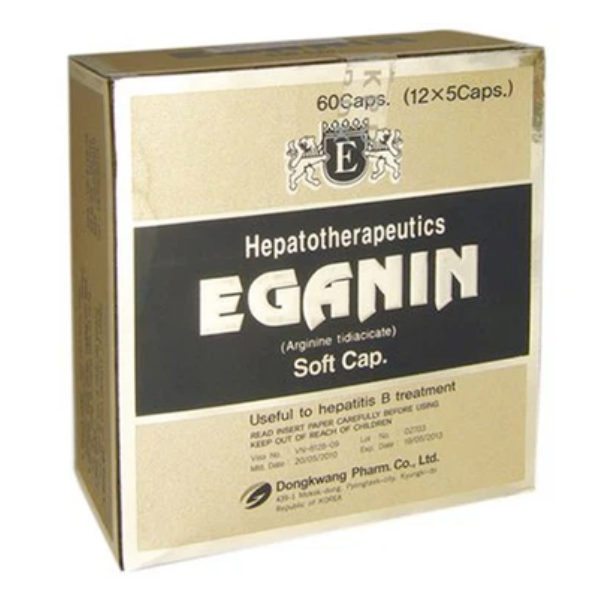 60Caps. (12×5Caps.)
E
Hepatotherapeutics
EGANIN
(Arginine tidiacicate)
Soft Cap.
Useful to hepatitis B treatment
READ INSERT PAPER CAREFULLY BEFORE USING
KEEP OUT OF REACH OF CHILDREN
Visa No. : VN-8128-09 Lot No. : 02703
Mfd. Date : 20/05/2010 Exp. Date : 19/05/2013
Dongkwang Pharm. Co., Ltd.
Republic of KOREA